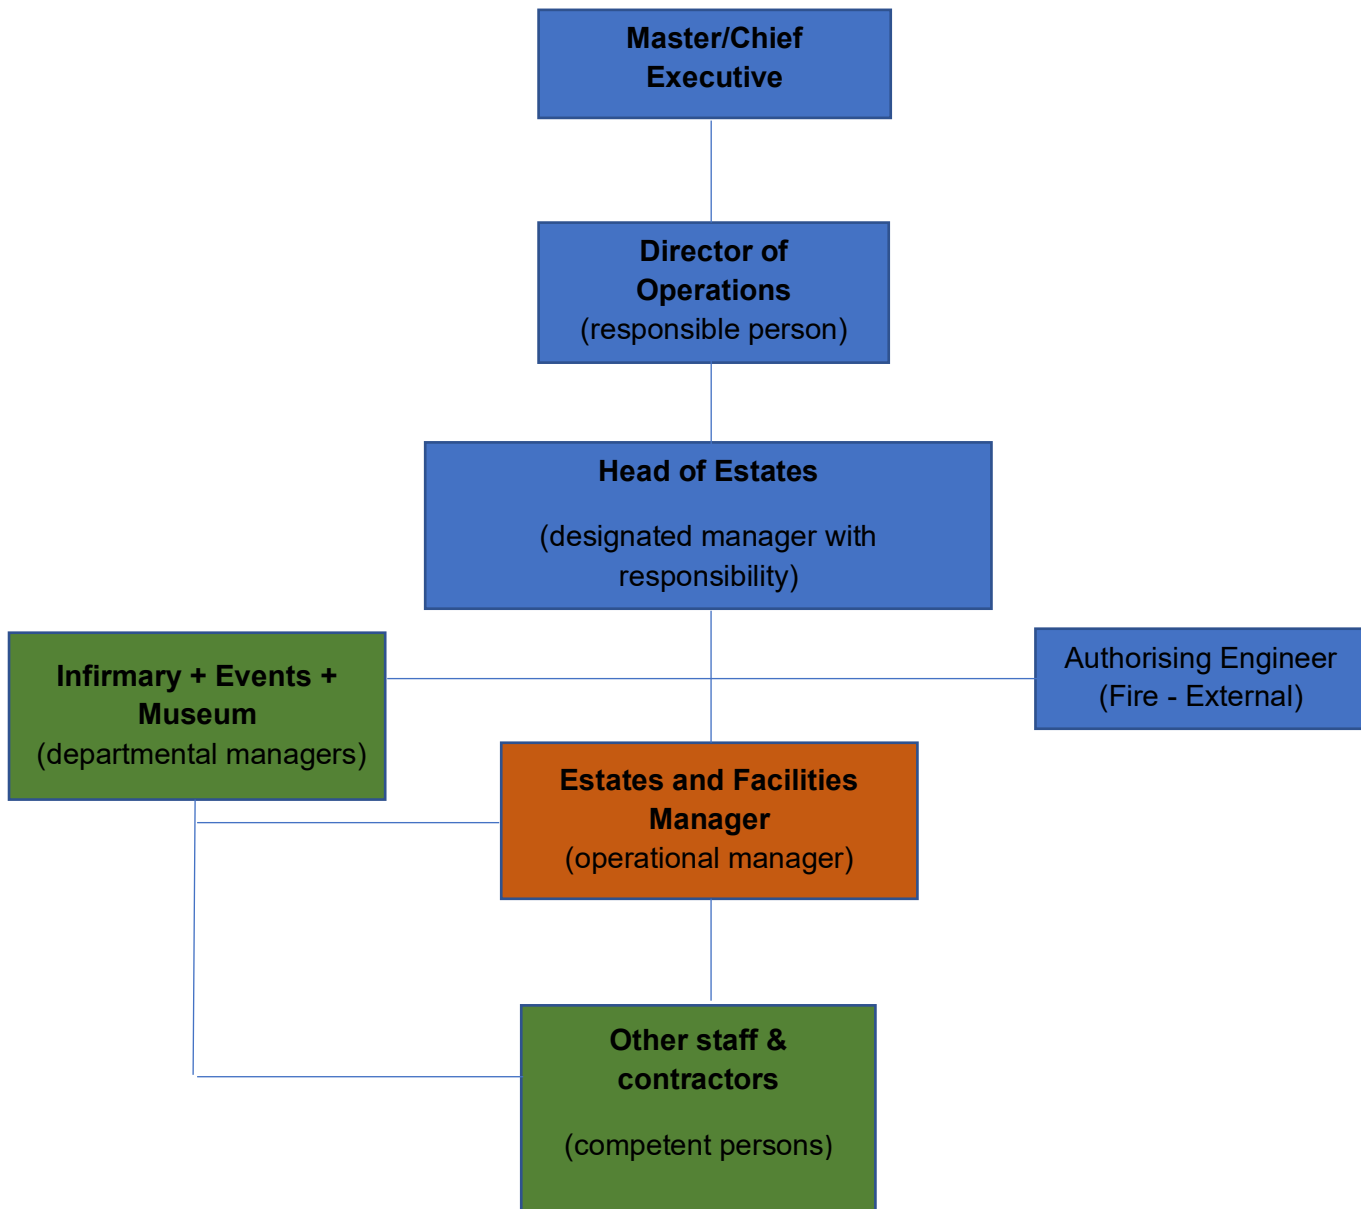 Master/Chief
Executive
Director of
Operations
(responsible person)
Head of Estates
(designated manager with
responsibility)
Infirmary + Events +
Museum
(departmental managers)
Authorising Engineer
(Fire - External)
Estates and Facilities
Manager
(operational manager)
Other staff &
contractors
(competent persons)